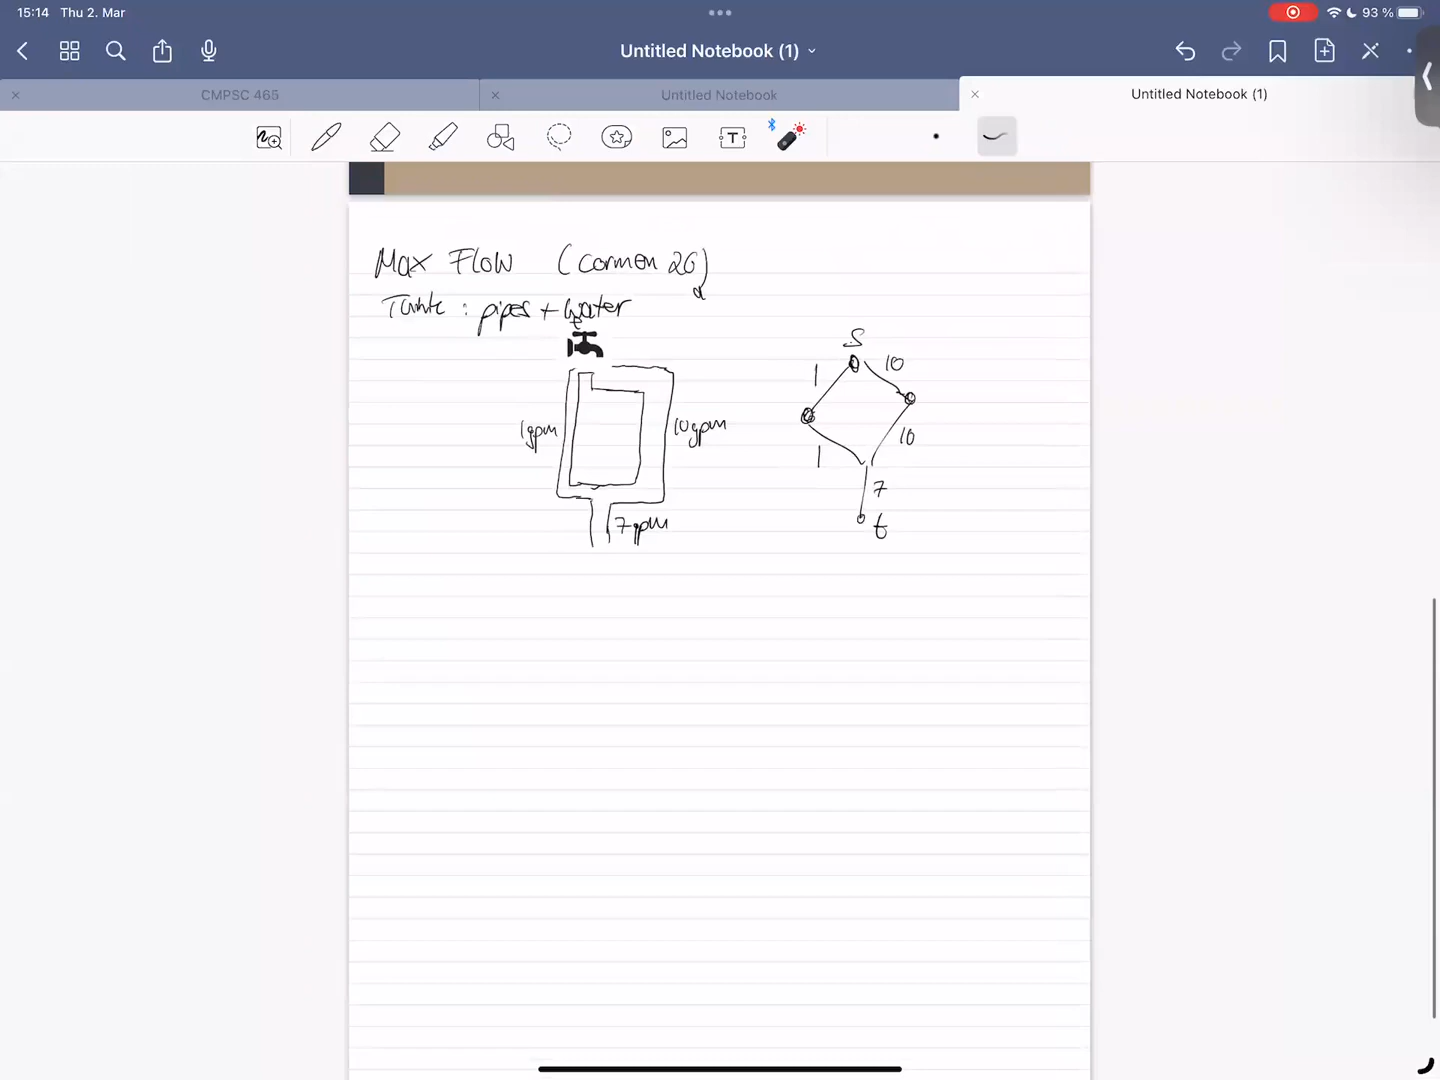 15:14 Thu 2. Mar
93 %
Untitled Notebook (1)
CMPSC 465
Untitled Notebook
Untitled Notebook (1)
T
Max Flow (Cormen 26)
Think : pipes + water
S
1
10
1gpm
10gpm
10
1
7
7gpm
t